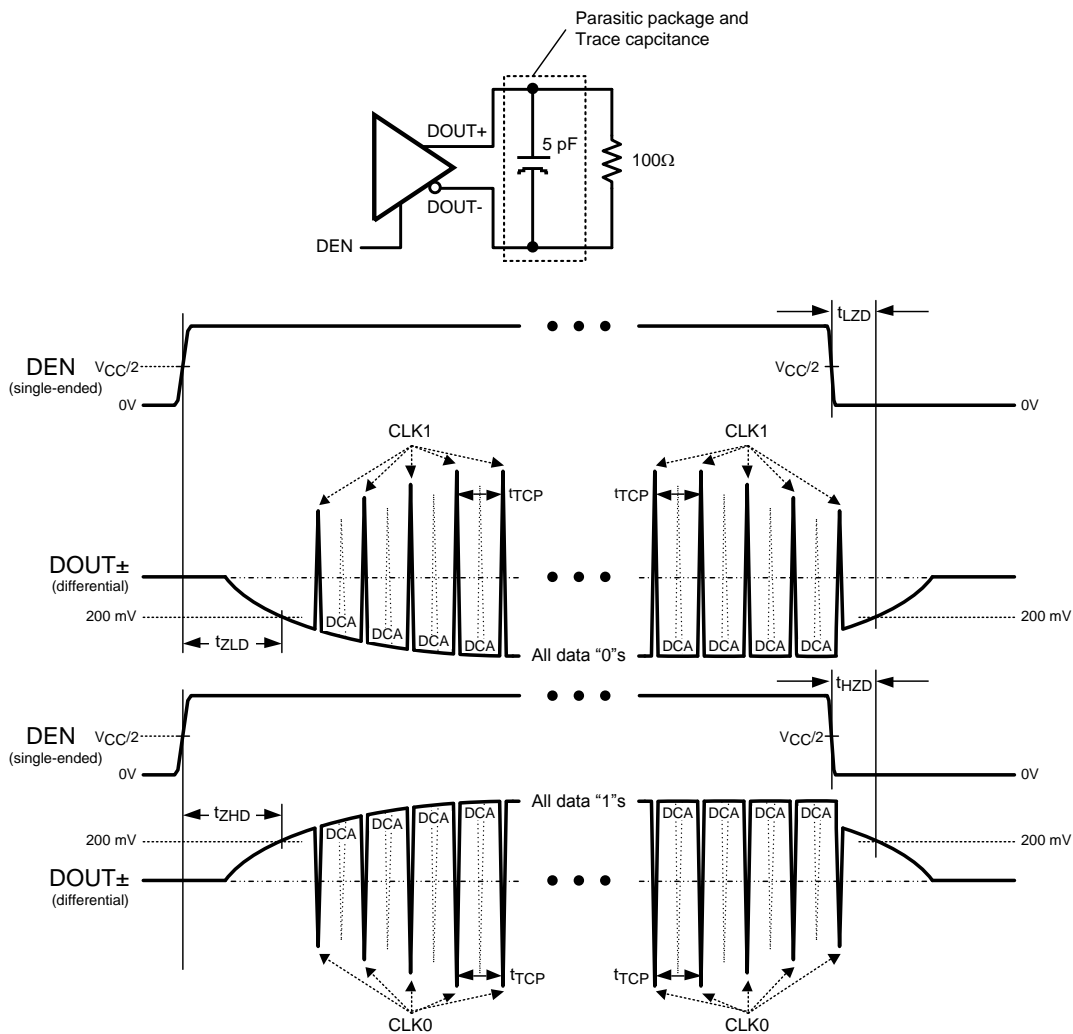 Parasitic package and
Trace capcitance
DOUT+
5 pF
100Ω
DOUT-
DEN
tLZD
DEN
(single-ended)
VCC/2
VCC/2
0V
0V
CLK1
CLK1
tTCP
tTCP
DOUT±
(differential)
200 mV
200 mV
tZLD
DCA DCA DCA DCA
DCA DCA DCA DCA
All data “0”s
tHZD
DEN
(single-ended)
VCC/2
VCC/2
0V
0V
All data “1”s
tZHD
DCA DCA DCA DCA
DCA DCA DCA DCA
200 mV
200 mV
DOUT±
(differential)
tTCP
tTCP
CLK0
CLK0